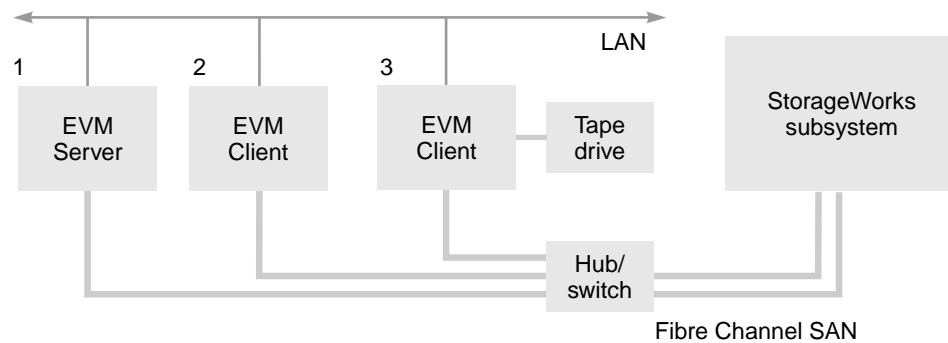 LAN
1
2
3
EVM
Server
EVM
Client
EVM
Client
Tape
drive
StorageWorks
subsystem
Hub/
switch
Fibre Channel SAN